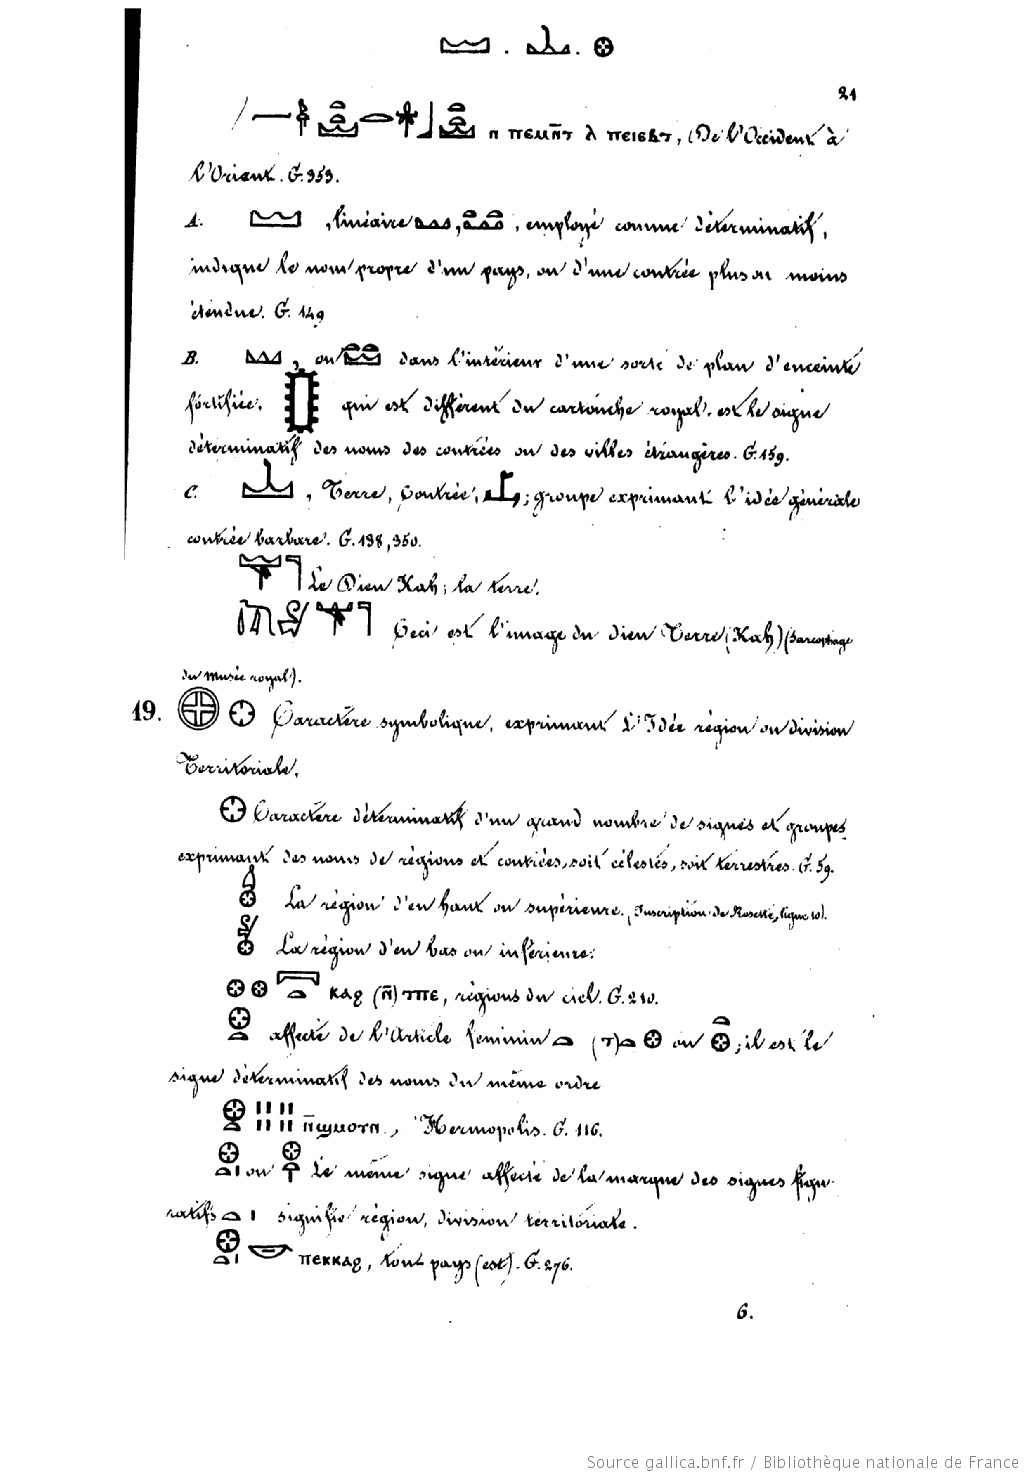 21
𓈉 . 𓊾 . 𓊖
ⲛ ⲡⲉⲙⲛ̄ⲧ ⲗ ⲡⲉⲓⲉⲃⲧ, (De l'Occident à
l'Orient. G. 353.
A. , linéaire , , employé comme déterminatif,
indique le nom propre d'un pays, ou d'une contrée plus ou moins
étendue. G. 149
B. , ou dans l'intérieur d'une sorte de plan d'enceinte
fortifiée, qui est différent du cartouche royal, est le signe
déterminatif des noms des contrées ou des villes étrangères. G. 159.
C. , Terre, Contrée, ; groupe exprimant l'idée générale
contrée barbare. G. 138, 350.
Le Dieu Kah ; la terre.
Ceci est l'image du dieu Terre (Kah) (Sarcophage
du musée royal).
19. Caractère symbolique, exprimant L'Idée région ou division
Territoriale.
Caractère déterminatif d'un grand nombre de signes et groupes
exprimant des noms de régions et contrées, soit célestes, soit terrestres. G. 59.
La région d'en haut ou supérieure. (Inscription de Rosette, ligne 10).
La région d'en bas ou inférieure.
ⲕⲁϩ (ⲛ̄) ⲧⲡⲉ, régions du ciel. G. 210.
affecté de l'Article féminin (ⲧ) ou ; il est le
signe déterminatif des noms du même ordre
ⲛ̄ϣⲙⲟⲩⲛ, Hermopolis. G. 116.
ou Le même signe affecté de la marque des signes figu-
ratifs signifie région, division territoriale.
ⲡⲉⲕⲕⲁϩ, tout pays (est). G. 276.
6.
Source gallica.bnf.fr / Bibliothèque nationale de France